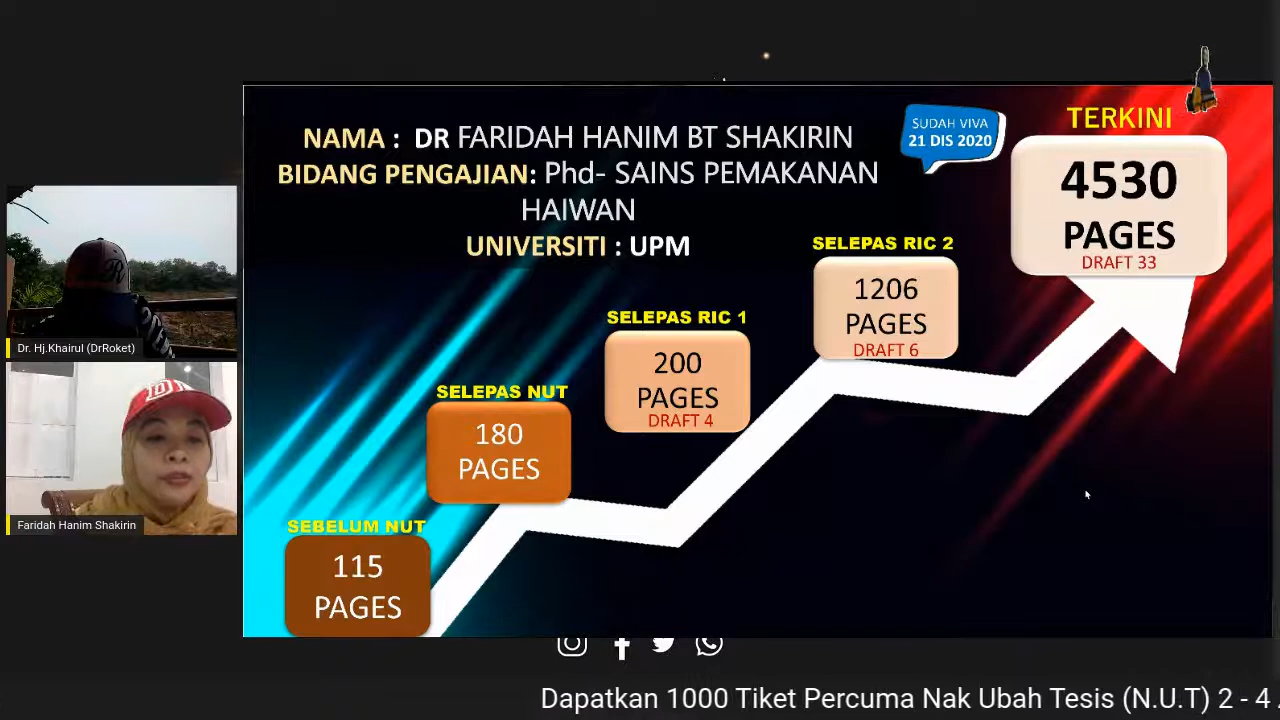 NAMA : DR FARIDAH HANIM BT SHAKIRIN
BIDANG PENGAJIAN: Phd- SAINS PEMAKANAN
HAIWAN
UNIVERSITI : UPM
SUDAH VIVA
21 DIS 2020
TERKINI
4530
PAGES
DRAFT 33
SELEPAS RIC 2
1206
PAGES
DRAFT 6
SELEPAS RIC 1
200
PAGES
DRAFT 4
SELEPAS NUT
180
PAGES
SEBELUM NUT
115
PAGES
Dr. Hj.Khairul (DrRoket)
Faridah Hanim Shakirin
Dapatkan 1000 Tiket Percuma Nak Ubah Tesis (N.U.T) 2 - 4